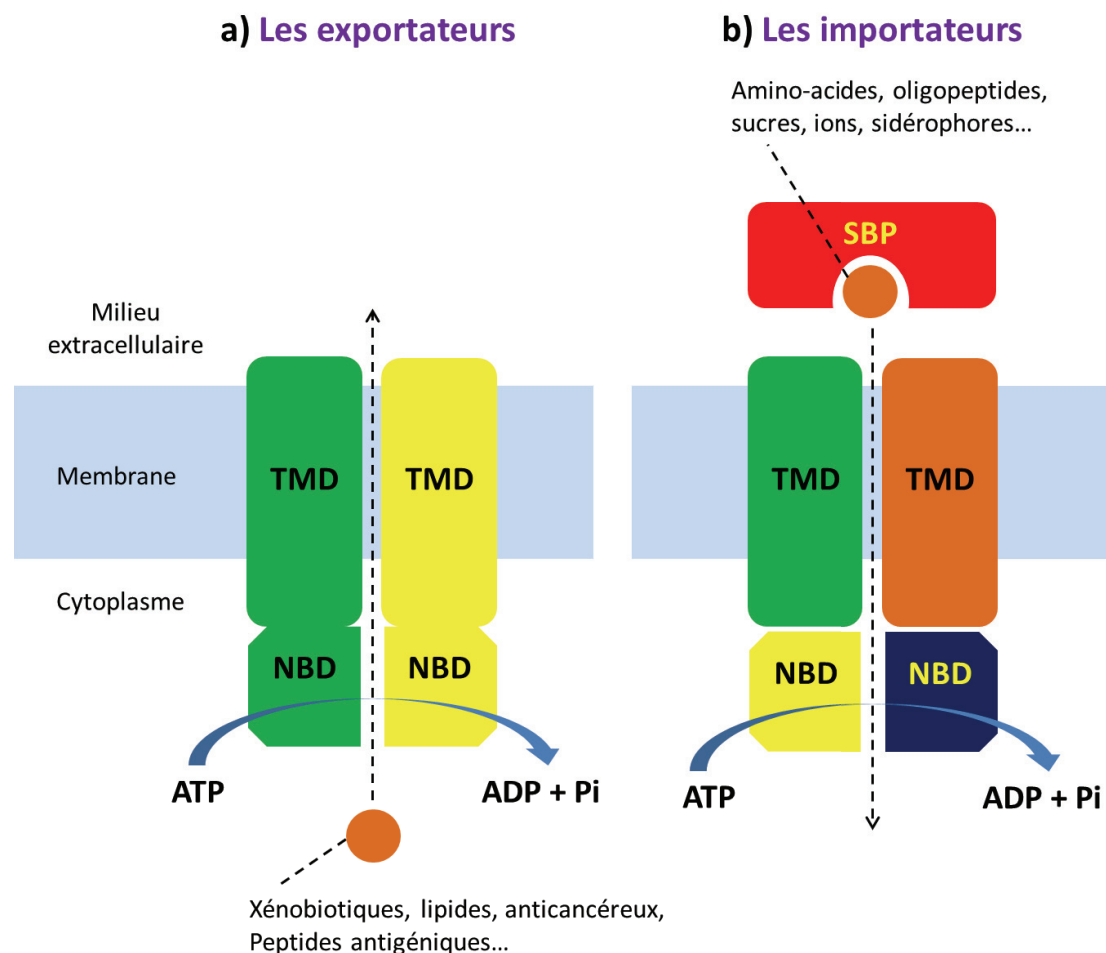 a) Les exportateurs
b) Les importateurs
Amino-acides, oligopeptides,
sucres, ions, sidérophores...
SBP
Milieu
extracellulaire
Membrane
TMD
TMD
TMD
TMD
Cytoplasme
NBD
NBD
NBD
NBD
ATP
ADP + Pi
ATP
ADP + Pi
Xénobiotiques, lipides, anticancéreux,
Peptides antigéniques...